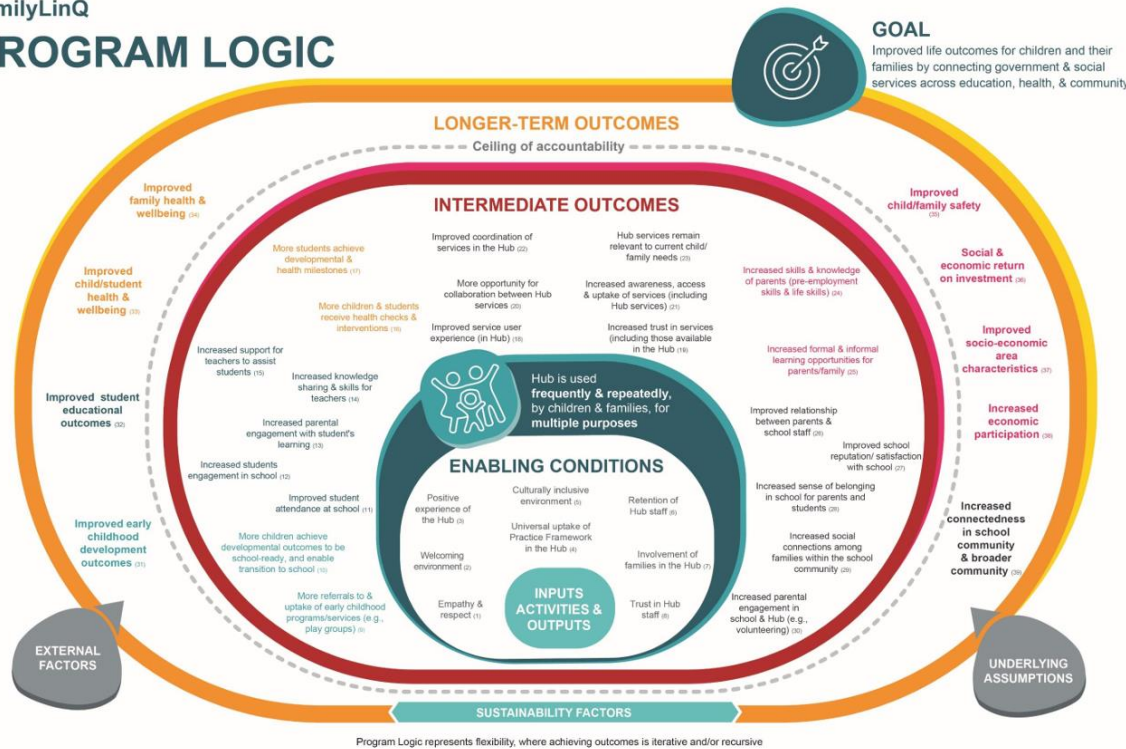 milyLinQ
ROGRAM LOGIC
GOAL
Improved life outcomes for children and their
families by connecting government & social
services across education, health, & community
LONGER-TERM OUTCOMES
Ceiling of accountability
INTERMEDIATE OUTCOMES
Improved
family health &
wellbeing (34)
Improved
child/student
health &
wellbeing (33)
Improved student
educational
outcomes (32)
Improved early
childhood
development
outcomes (31)
More students achieve
developmental &
health milestones (17)
More children & students
receive health checks &
interventions (16)
Increased support for
teachers to assist
students (15)
Increased knowledge
sharing & skills for
teachers (14)
Increased parental
engagement with student's
learning (13)
Increased students
engagement in school (12)
Improved student
attendance at school (11)
More children achieve
developmental outcomes to be
school-ready, and enable
transition to school (10)
More referrals to &
uptake of early childhood
programs/services (e.g.,
play groups) (9)
Improved coordination of
services in the Hub (22)
Hub services remain
relevant to current child/
family needs (23)
More opportunity for
collaboration between Hub
services (20)
Increased awareness, access
& uptake of services (including
Hub services) (21)
Improved service user
experience (in Hub) (18)
Increased trust in services
(including those available
in the Hub (19)
Hub is used
frequently & repeatedly,
by children & families, for
multiple purposes
ENABLING CONDITIONS
Positive
experience of
the Hub (3)
Culturally inclusive
environment (5)
Retention of
Hub staff (6)
Universal uptake of
Practice Framework
in the Hub (4)
Welcoming
environment (2)
Involvement of
families in the Hub (7)
Empathy &
respect (1)
INPUTS
ACTIVITIES &
OUTPUTS
Trust in Hub
staff (8)
Increased skills & knowledge
of parents (pre-employment
skills & life skills) (24)
Increased formal & informal
learning opportunities for
parents/family (25)
Improved relationship
between parents &
school staff (26)
Improved school
reputation/ satisfaction
with school (27)
Increased sense of belonging
in school for parents and
students (28)
Increased social
connections among
families within the school
community (29)
Increased parental
engagement in
school & Hub (e.g.,
volunteering) (30)
Improved
child/family safety
(35)
Social &
economic return
on investment (36)
Improved
socio-economic
area
characteristics (37)
Increased
economic
participation (38)
Increased
connectedness
in school
community
& broader
community (39)
EXTERNAL
FACTORS
UNDERLYING
ASSUMPTIONS
SUSTAINABILITY FACTORS
Program Logic represents flexibility, where achieving outcomes is iterative and/or recursive